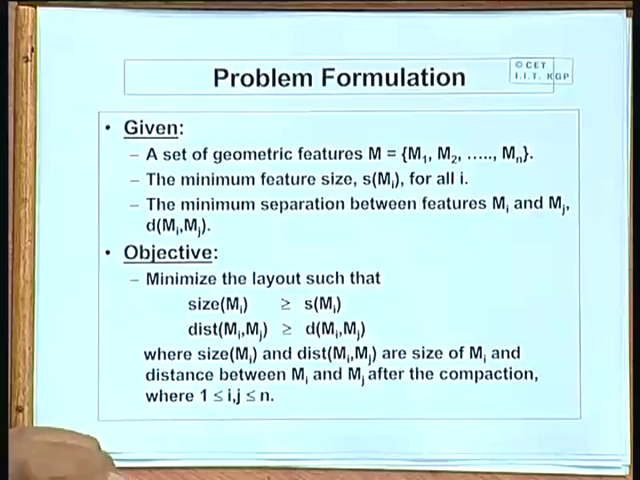 Problem Formulation
© CET
I.I.T. KGP
• Given:
– A set of geometric features M = {M1, M2, ....., Mn}.
– The minimum feature size, s(Mi), for all i.
– The minimum separation between features Mi and Mj,
d(Mi,Mj).
• Objective:
– Minimize the layout such that
size(Mi) ≥ s(Mi)
dist(Mi,Mj) ≥ d(Mi,Mj)
where size(Mi) and dist(Mi,Mj) are size of Mi and
distance between Mi and Mj after the compaction,
where 1 ≤ i,j ≤ n.